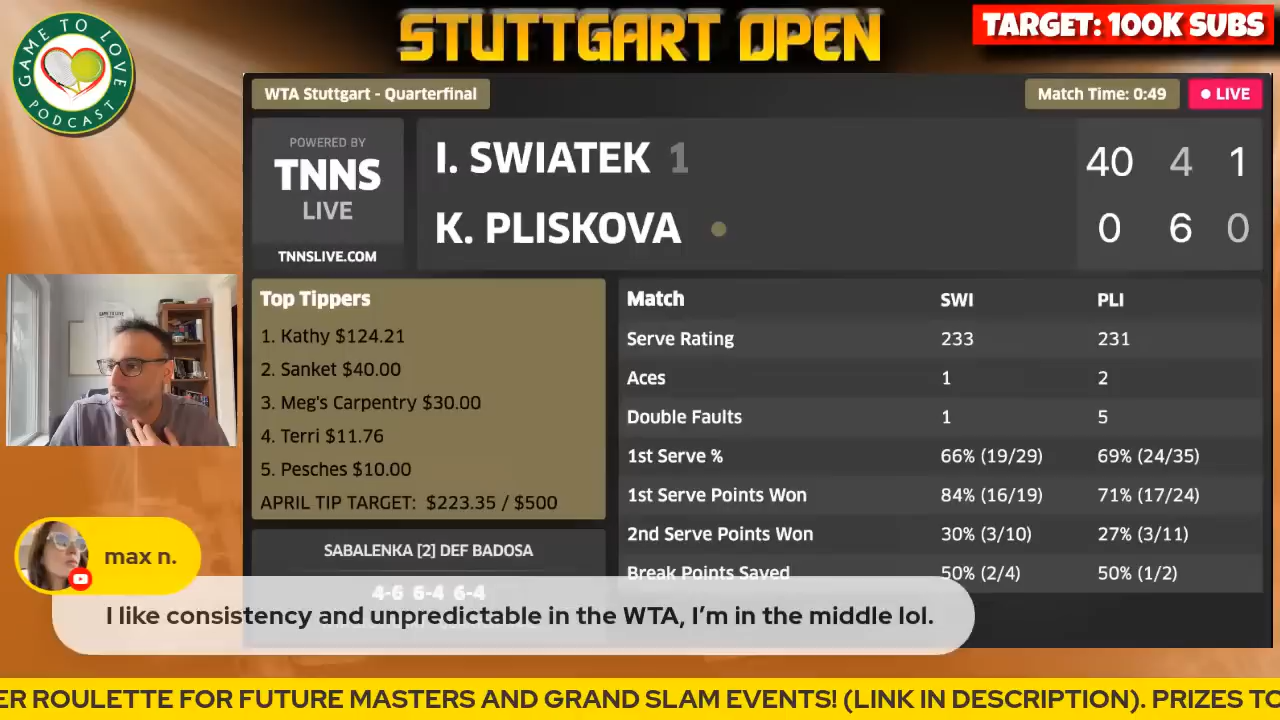 GAME TO LOVE
PODCAST
STUTTGART OPEN
TARGET: 100K SUBS
WTA Stuttgart - Quarterfinal
Match Time: 0:49
LIVE
POWERED BY
TNNS
LIVE
TNNSLIVE.COM
I. SWIATEK 1 40 4 1
K. PLISKOVA 0 6 0
Top Tippers
1. Kathy $124.21
2. Sanket $40.00
3. Meg's Carpentry $30.00
4. Terri $11.76
5. Pesches $10.00
APRIL TIP TARGET: $223.35 / $500
SABALENKA [2] DEF BADOSA
4-6 6-4 6-4
Match SWI PLI
Serve Rating 233 231
Aces 1 2
Double Faults 1 5
1st Serve % 66% (19/29) 69% (24/35)
1st Serve Points Won 84% (16/19) 71% (17/24)
2nd Serve Points Won 30% (3/10) 27% (3/11)
Break Points Saved 50% (2/4) 50% (1/2)
max n.
I like consistency and unpredictable in the WTA, I’m in the middle lol.
ER ROULETTE FOR FUTURE MASTERS AND GRAND SLAM EVENTS! (LINK IN DESCRIPTION). PRIZES TO